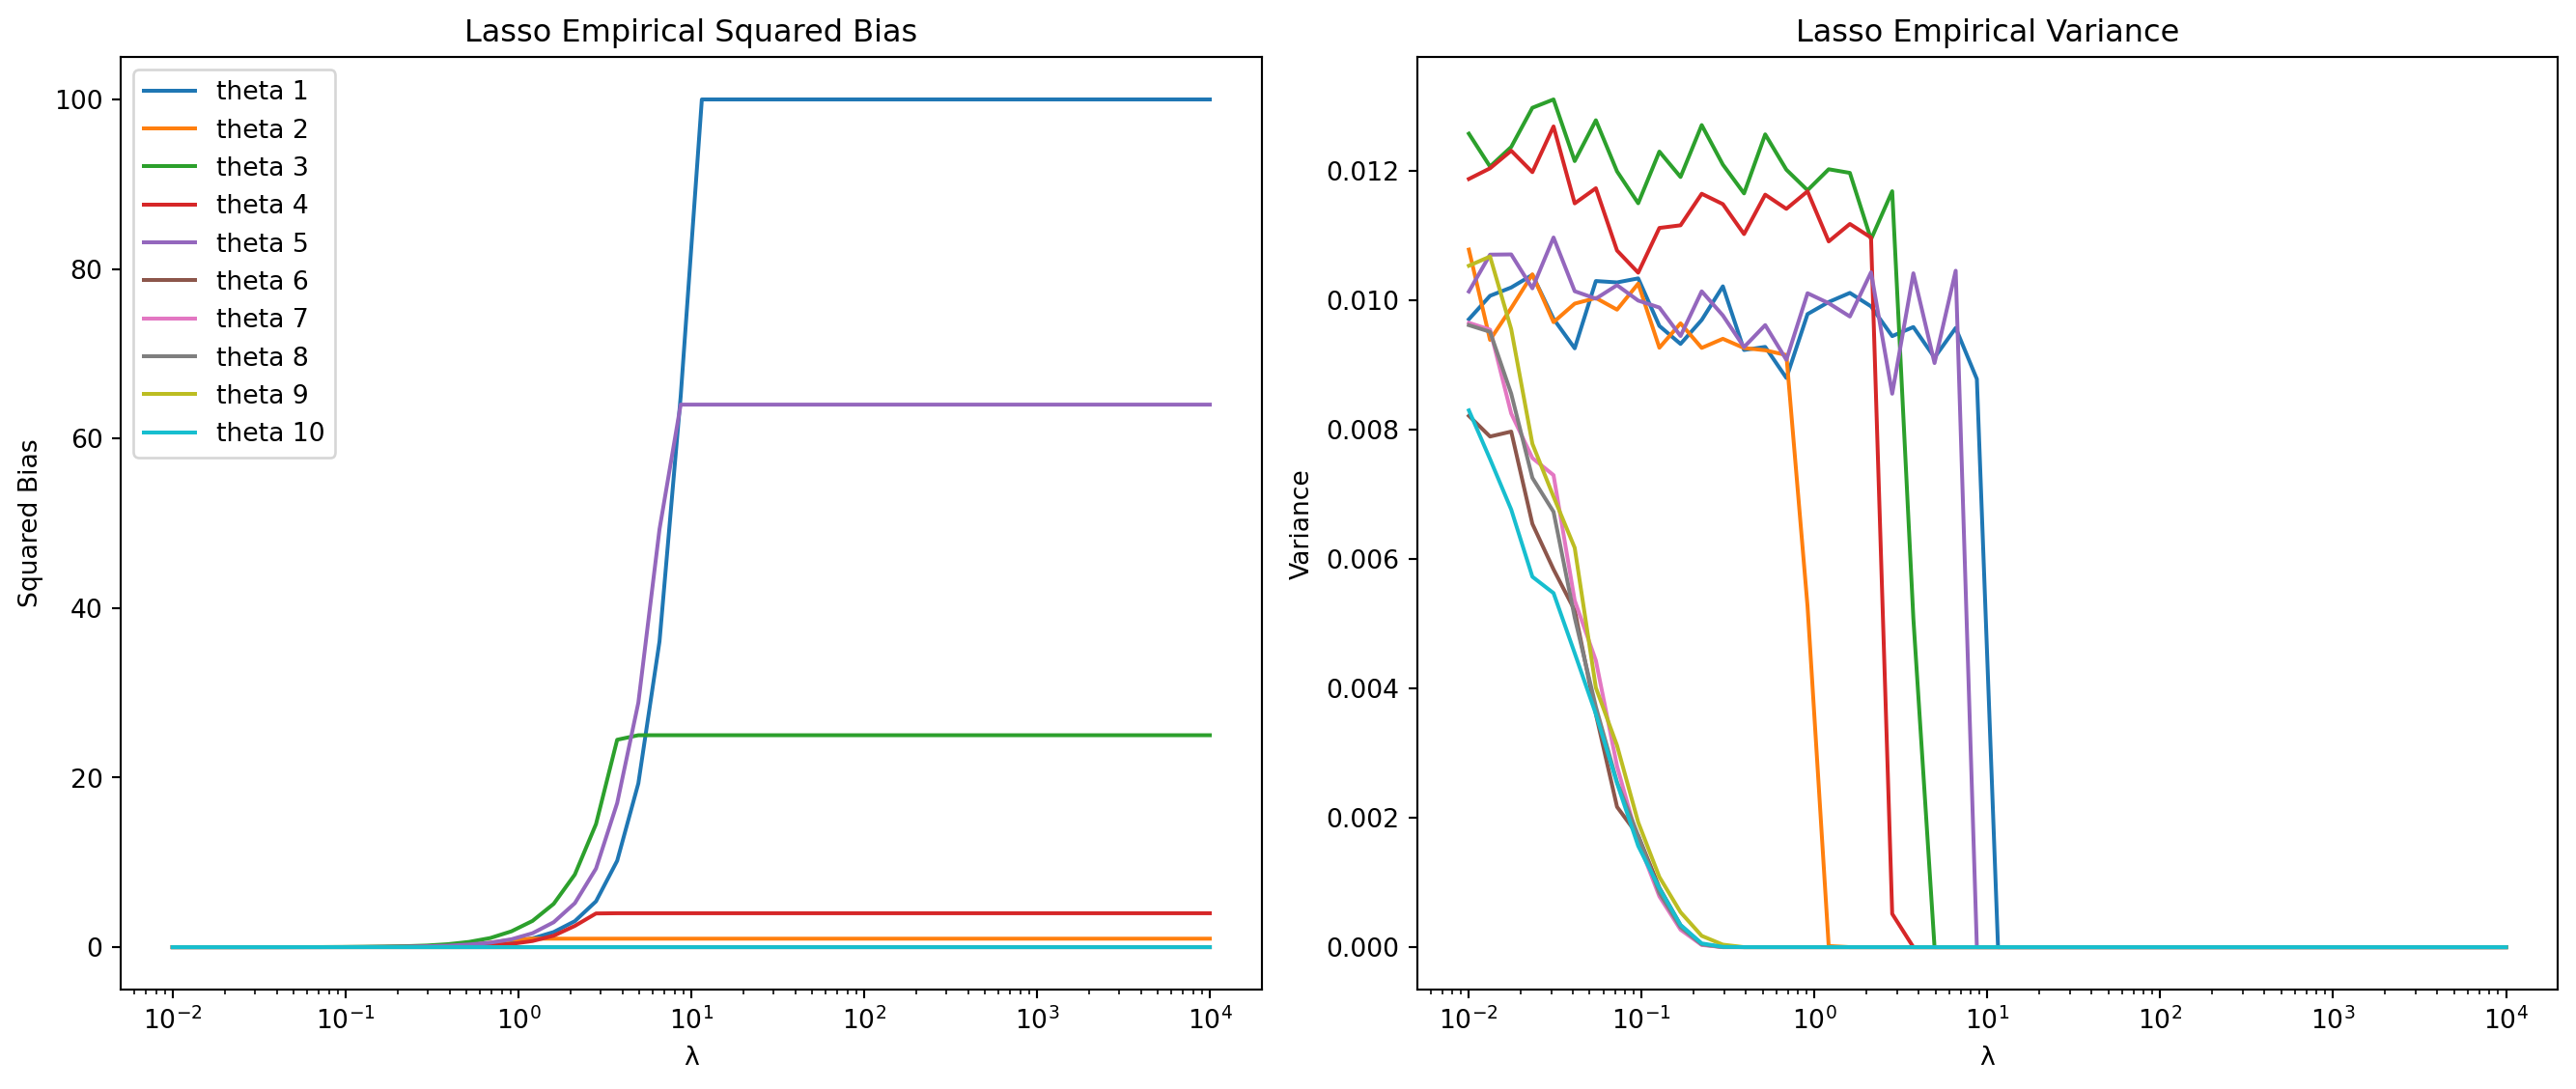 Lasso Empirical Squared Bias
Squared Bias
100
80
60
40
20
0
theta 1
theta 2
theta 3
theta 4
theta 5
theta 6
theta 7
theta 8
theta 9
theta 10
10⁻² 10⁻¹ 10⁰ 10¹ 10² 10³ 10⁴
λ
Lasso Empirical Variance
Variance
0.012
0.010
0.008
0.006
0.004
0.002
0.000
10⁻² 10⁻¹ 10⁰ 10¹ 10² 10³ 10⁴
λ